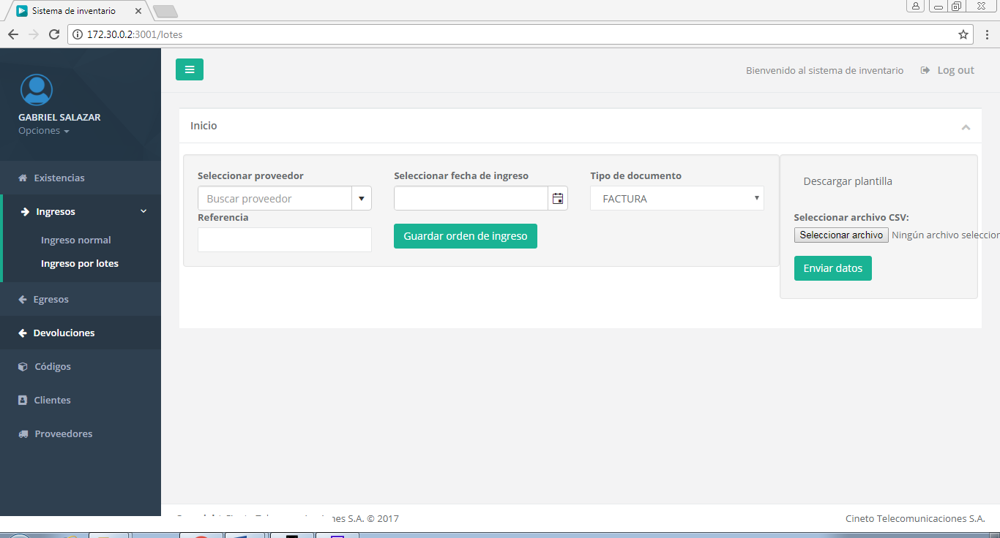 Sistema de inventario
172.30.0.2:3001/lotes
GABRIEL SALAZAR
Opciones
Existencias
Ingresos
Ingreso normal
Ingreso por lotes
Egresos
Devoluciones
Códigos
Clientes
Proveedores
Bienvenido al sistema de inventario
Log out
Inicio
Seleccionar proveedor
Buscar proveedor
Seleccionar fecha de ingreso
Tipo de documento
FACTURA
Referencia
Guardar orden de ingreso
Descargar plantilla
Seleccionar archivo CSV:
Seleccionar archivo Ningún archivo seleccion
Enviar datos
S.A. © 2017
Cineto Telecomunicaciones S.A.